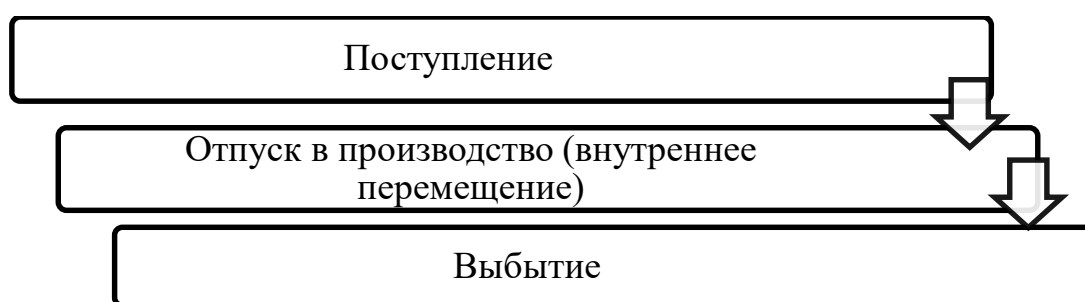 Поступление
Отпуск в производство (внутреннее
перемещение)
Выбытие